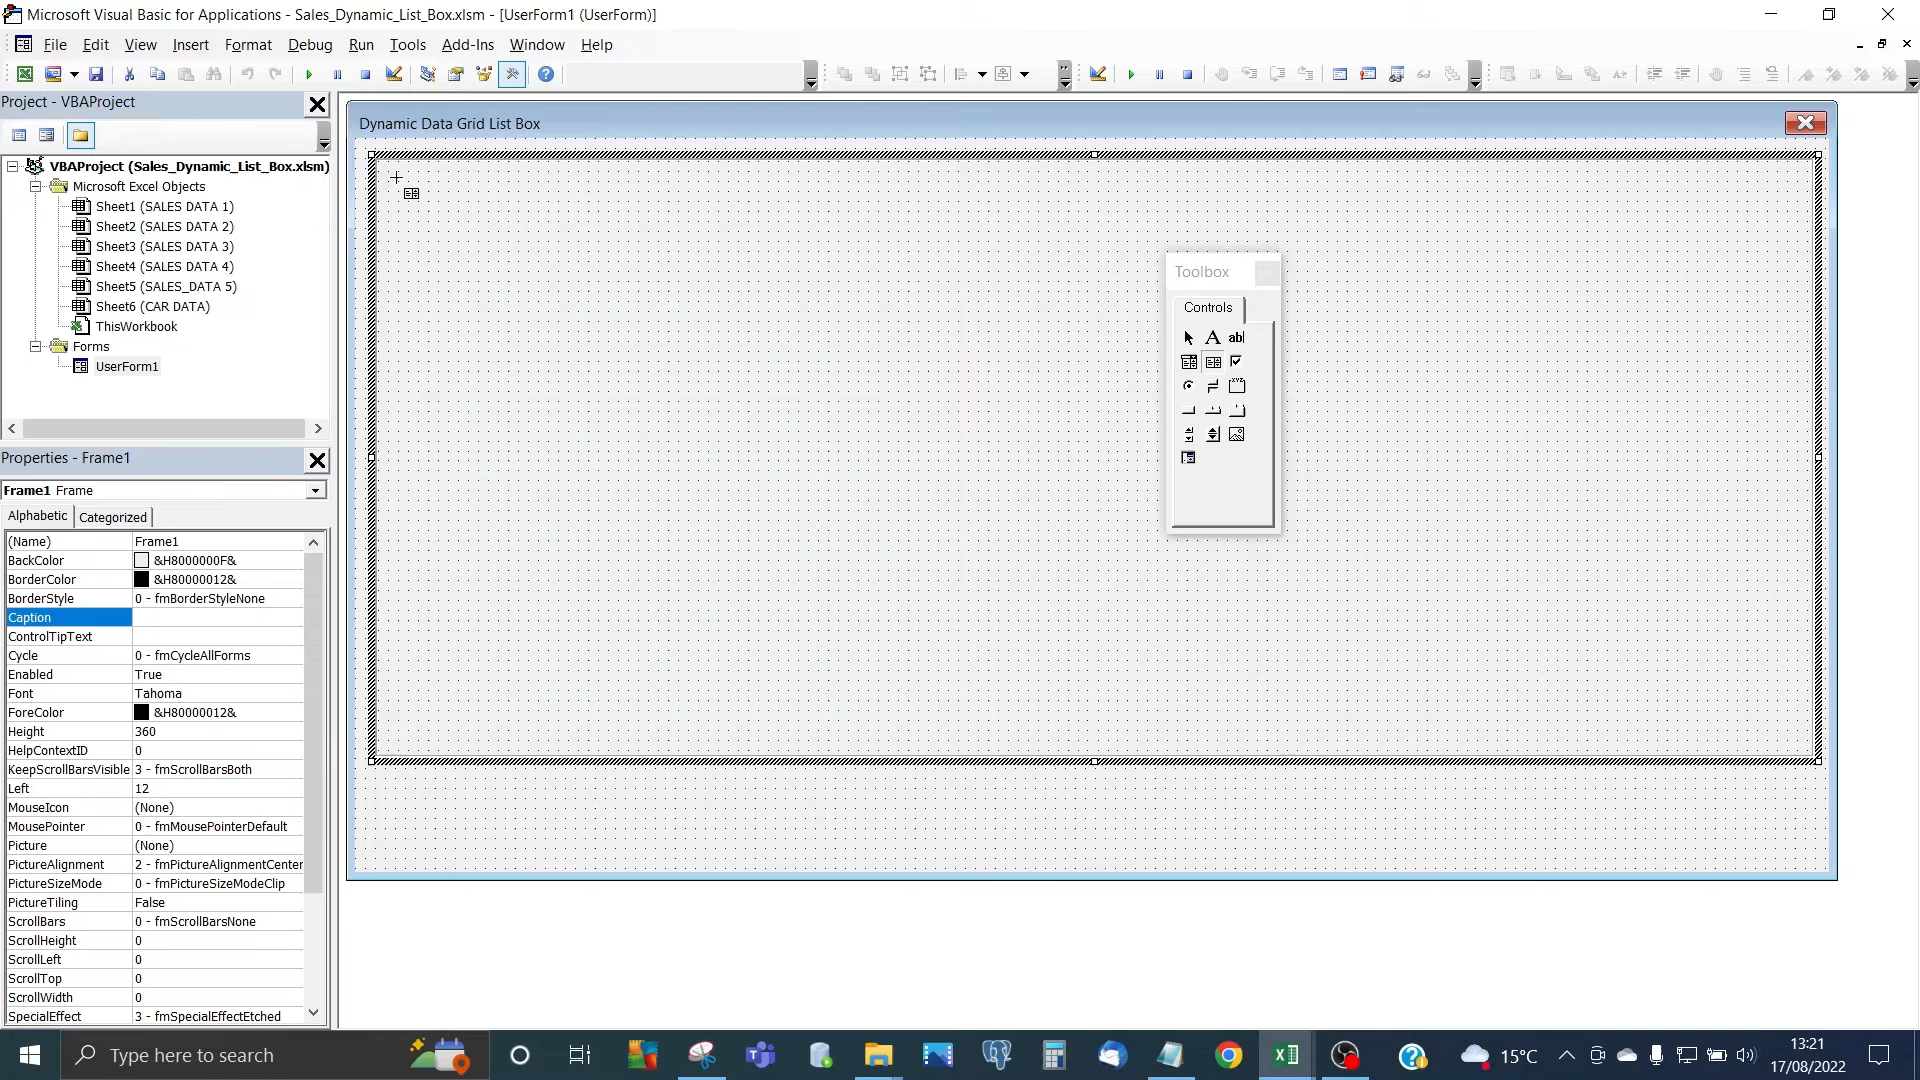 Microsoft Visual Basic for Applications - Sales_Dynamic_List_Box.xlsm - [UserForm1 (UserForm)]
File Edit View Insert Format Debug Run Tools Add-Ins Window Help
Project - VBAProject
VBAProject (Sales_Dynamic_List_Box.xlsm)
Microsoft Excel Objects
Sheet1 (SALES DATA 1)
Sheet2 (SALES DATA 2)
Sheet3 (SALES DATA 3)
Sheet4 (SALES DATA 4)
Sheet5 (SALES_DATA 5)
Sheet6 (CAR DATA)
ThisWorkbook
Forms
UserForm1
Properties - Frame1
Frame1 Frame
Alphabetic Categorized
(Name) Frame1
BackColor &H8000000F&
BorderColor &H80000012&
BorderStyle 0 - fmBorderStyleNone
Caption
ControlTipText
Cycle 0 - fmCycleAllForms
Enabled True
Font Tahoma
ForeColor &H80000012&
Height 360
HelpContextID 0
KeepScrollBarsVisible 3 - fmScrollBarsBoth
Left 12
MouseIcon (None)
MousePointer 0 - fmMousePointerDefault
Picture (None)
PictureAlignment 2 - fmPictureAlignmentCenter
PictureSizeMode 0 - fmPictureSizeModeClip
PictureTiling False
ScrollBars 0 - fmScrollBarsNone
ScrollHeight 0
ScrollLeft 0
ScrollTop 0
ScrollWidth 0
SpecialEffect 3 - fmSpecialEffectEtched
Dynamic Data Grid List Box
Toolbox
Controls
A ab|
Type here to search
15°C
13:21
17/08/2022